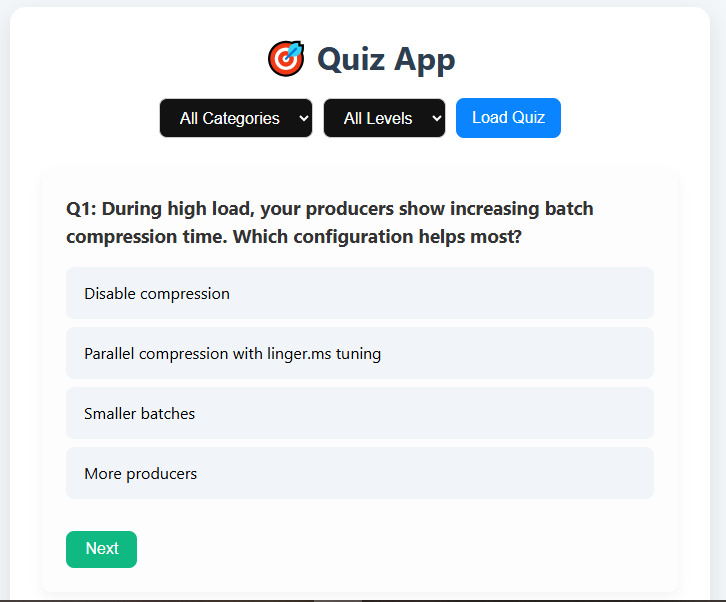 Quiz App
All Categories All Levels Load Quiz
Q1: During high load, your producers show increasing batch
compression time. Which configuration helps most?
Disable compression
Parallel compression with linger.ms tuning
Smaller batches
More producers
Next